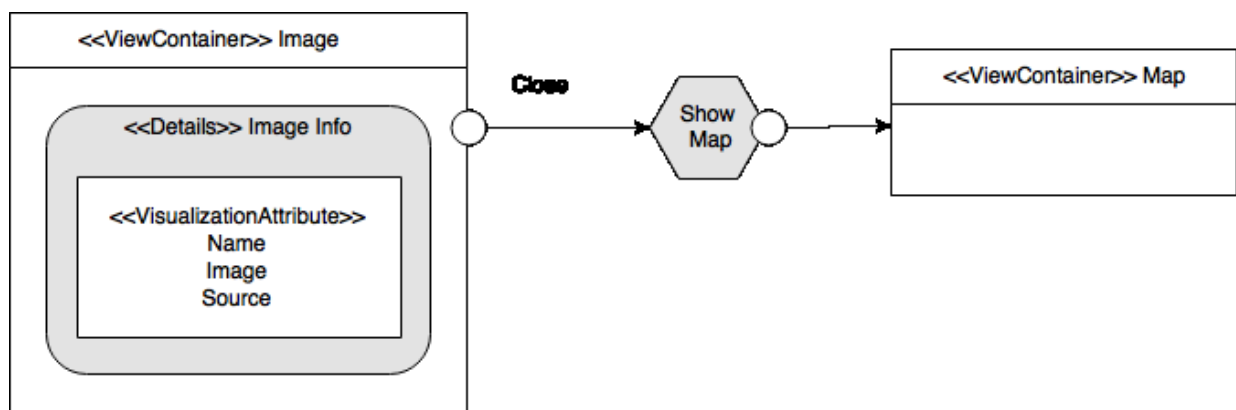 <<ViewContainer>> Image
<<Details>> Image Info
<<VisualizationAttribute>>
Name
Image
Source
Close
Show
Map
<<ViewContainer>> Map